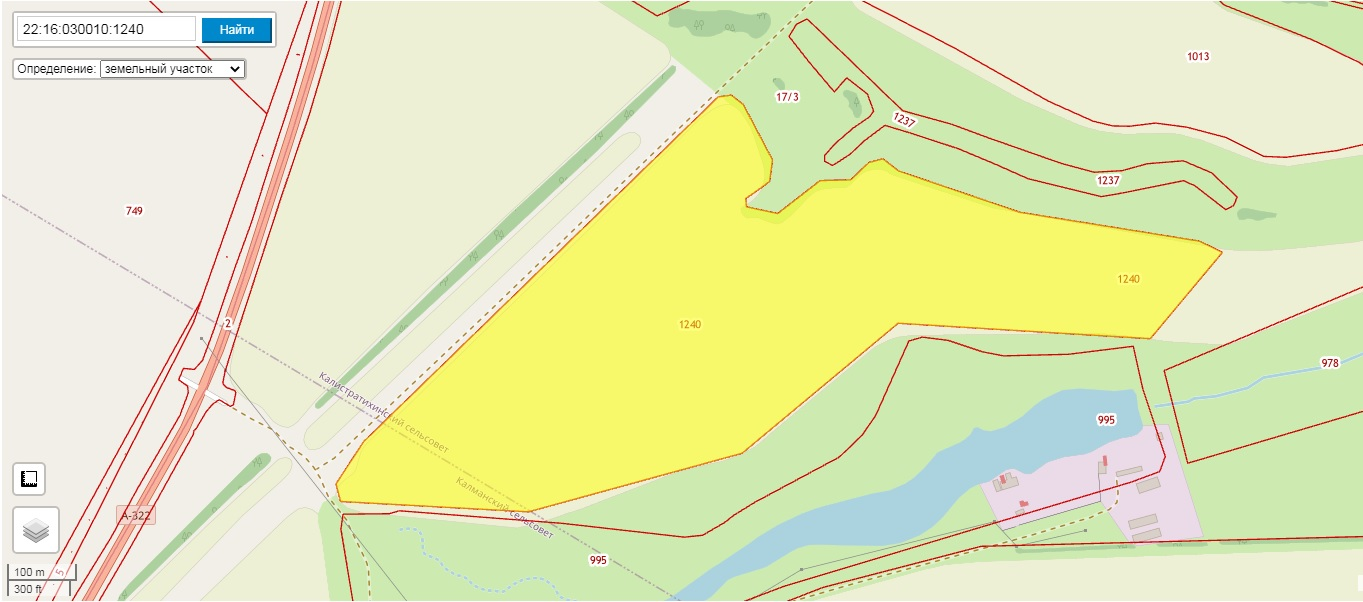 22:16:030010:1240
Найти
Определение: земельный участок
1013
17/3
1237
1237
749
1240
2
1240
978
Калистратихинский сельсовет
995
Калманский сельсовет
А-322
995
100 m
300 ft
5